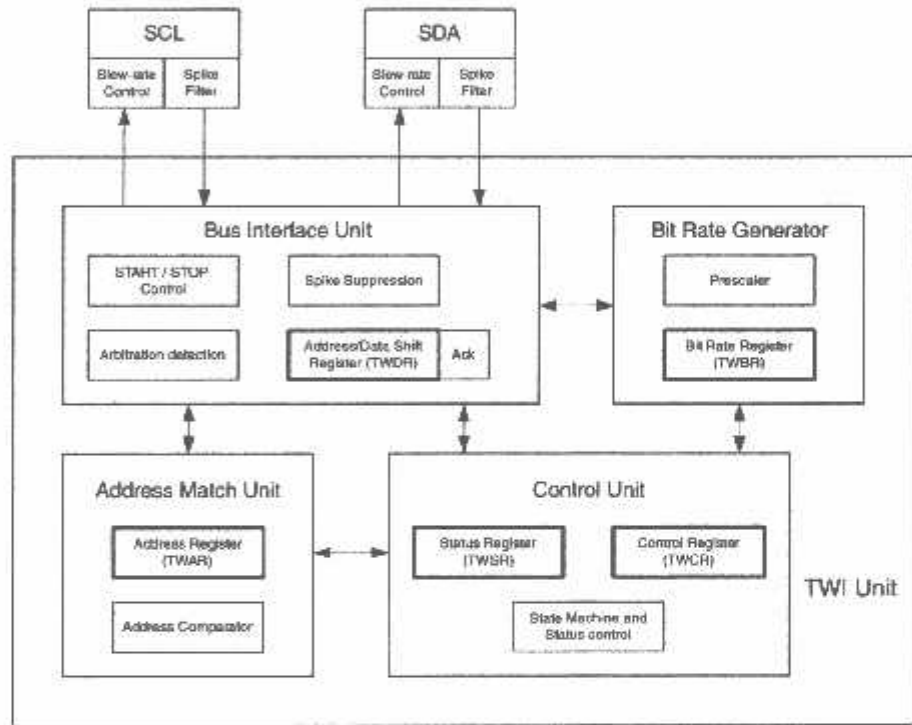 SCL
SDA
Slew-rate
Control
Spike
Filter
Slew-rate
Control
Spike
Filter
Bus Interface Unit
START / STOP
Control
Spike Suppression
Arbitration detection
Address/Data Shift
Register (TWDR)
Ack
Bit Rate Generator
Prescaler
Bit Rate Register
(TWBR)
Address Match Unit
Address Register
(TWAR)
Address Comparator
Control Unit
Status Register
(TWSR)
Control Register
(TWCR)
State Machine and
Status control
TWI Unit